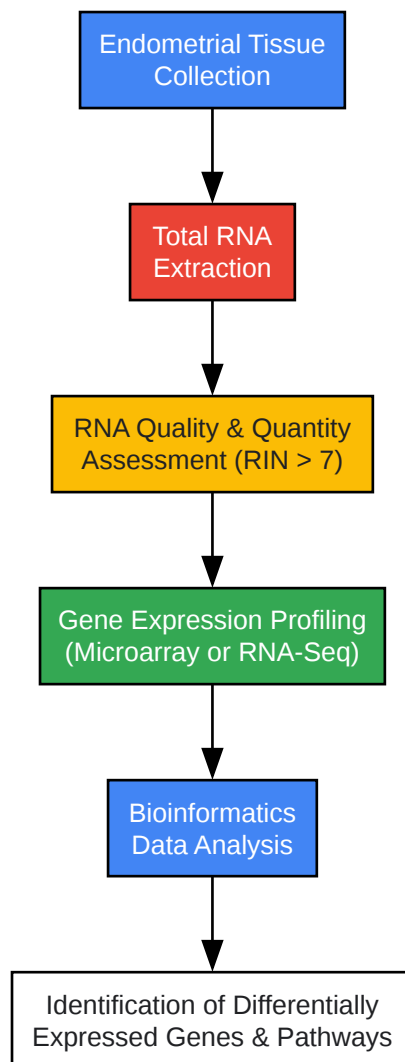 Endometrial Tissue
Collection
Total RNA
Extraction
RNA Quality & Quantity
Assessment (RIN > 7)
Gene Expression Profiling
(Microarray or RNA-Seq)
Bioinformatics
Data Analysis
Identification of Differentially
Expressed Genes & Pathways